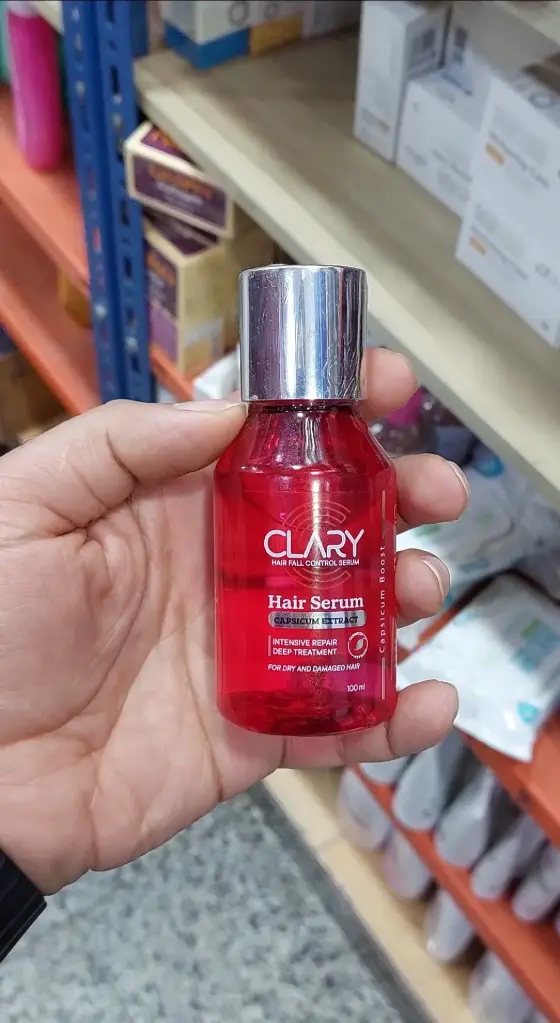 CLARY
HAIR FALL CONTROL SERUM
Hair Serum
CAPSICUM EXTRACT
INTENSIVE REPAIR
DEEP TREATMENT
FOR DRY AND DAMAGED HAIR
100 ml
Capsicum Boost